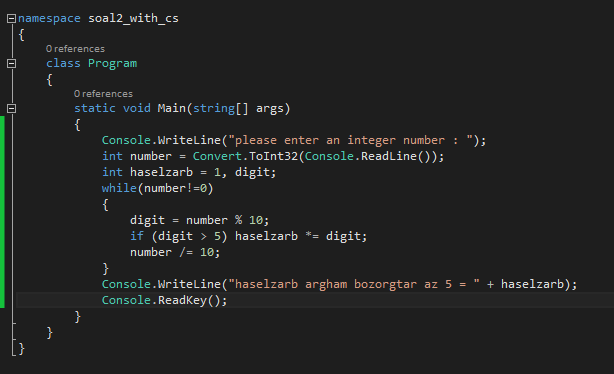 namespace soal2_with_cs
{
0 references
class Program
{
0 references
static void Main(string[] args)
{
Console.WriteLine("please enter an integer number : ");
int number = Convert.ToInt32(Console.ReadLine());
int haselzarb = 1, digit;
while(number!=0)
{
digit = number % 10;
if (digit > 5) haselzarb *= digit;
number /= 10;
}
Console.WriteLine("haselzarb argham bozorgtar az 5 = " + haselzarb);
Console.ReadKey();
}
}
}